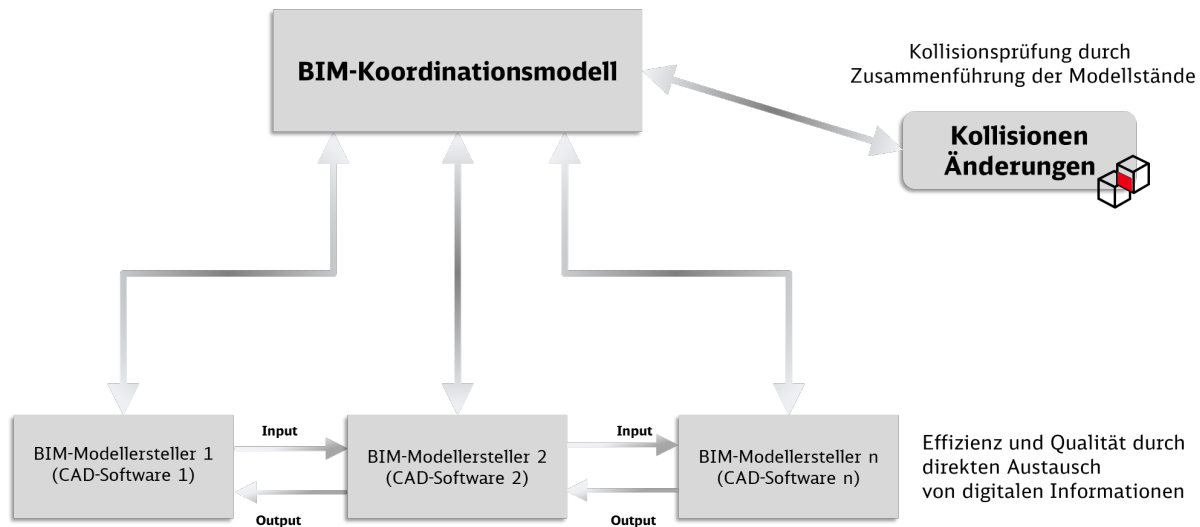 BIM-Koordinationsmodell
Kollisionsprüfung durch
Zusammenführung der Modellstände
Kollisionen
Änderungen
BIM-Modellersteller 1
(CAD-Software 1)
Input
Output
BIM-Modellersteller 2
(CAD-Software 2)
Input
Output
BIM-Modellersteller n
(CAD-Software n)
Effizienz und Qualität durch
direkten Austausch
von digitalen Informationen